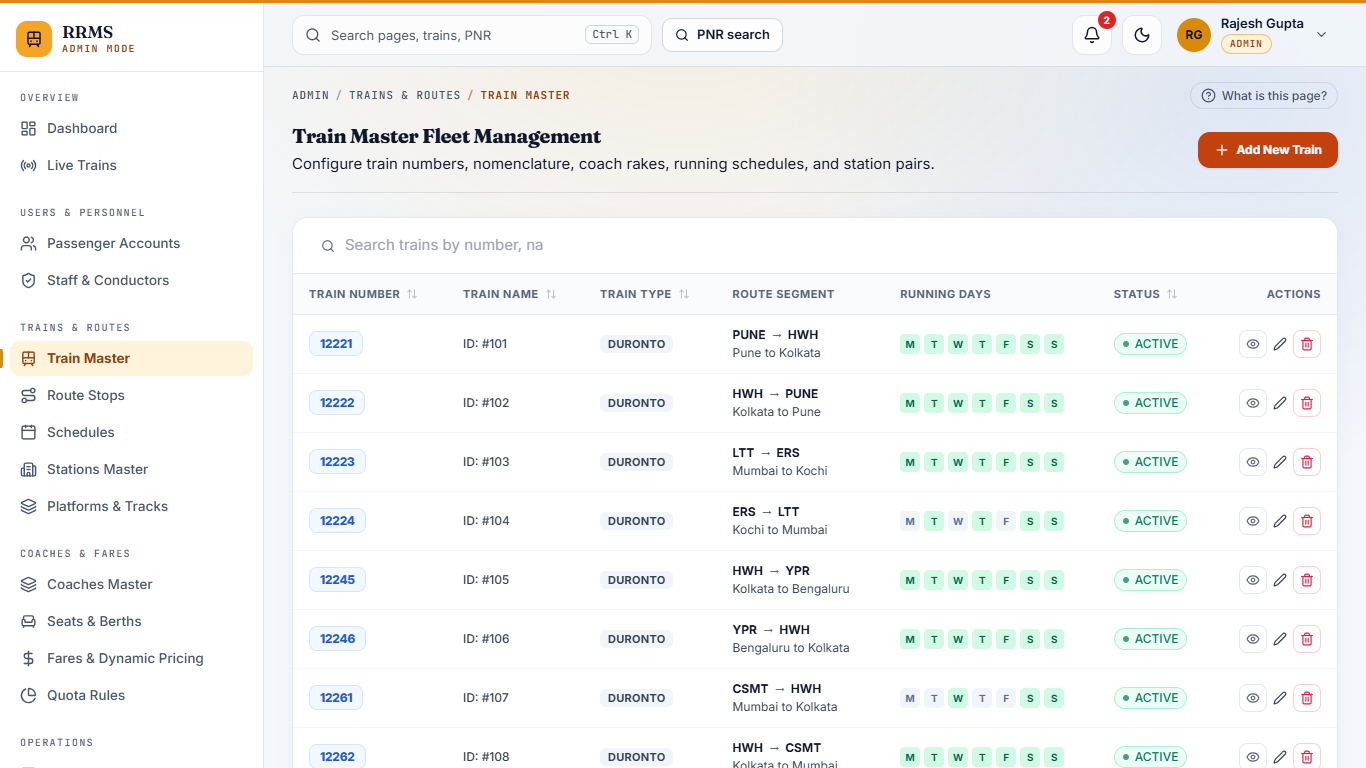 RRMS
ADMIN MODE
OVERVIEW
Dashboard
Live Trains
USERS & PERSONNEL
Passenger Accounts
Staff & Conductors
TRAINS & ROUTES
Train Master
Route Stops
Schedules
Stations Master
Platforms & Tracks
COACHES & FARES
Coaches Master
Seats & Berths
Fares & Dynamic Pricing
Quota Rules
OPERATIONS
Search pages, trains, PNR Ctrl K PNR search
2
RG Rajesh Gupta
ADMIN
ADMIN / TRAINS & ROUTES / TRAIN MASTER
What is this page?
Train Master Fleet Management
Configure train numbers, nomenclature, coach rakes, running schedules, and station pairs.
Add New Train
Search trains by number, na
TRAIN NUMBER TRAIN NAME TRAIN TYPE ROUTE SEGMENT RUNNING DAYS STATUS ACTIONS
12221 ID: #101 DURONTO PUNE → HWH M T W T F S S ACTIVE
Pune to Kolkata
12222 ID: #102 DURONTO HWH → PUNE M T W T F S S ACTIVE
Kolkata to Pune
12223 ID: #103 DURONTO LTT → ERS M T W T F S S ACTIVE
Mumbai to Kochi
12224 ID: #104 DURONTO ERS → LTT M T W T F S S ACTIVE
Kochi to Mumbai
12245 ID: #105 DURONTO HWH → YPR M T W T F S S ACTIVE
Kolkata to Bengaluru
12246 ID: #106 DURONTO YPR → HWH M T W T F S S ACTIVE
Bengaluru to Kolkata
12261 ID: #107 DURONTO CSMT → HWH M T W T F S S ACTIVE
Mumbai to Kolkata
12262 ID: #108 DURONTO HWH → CSMT M T W T F S S ACTIVE
Kolkata to Mumbai